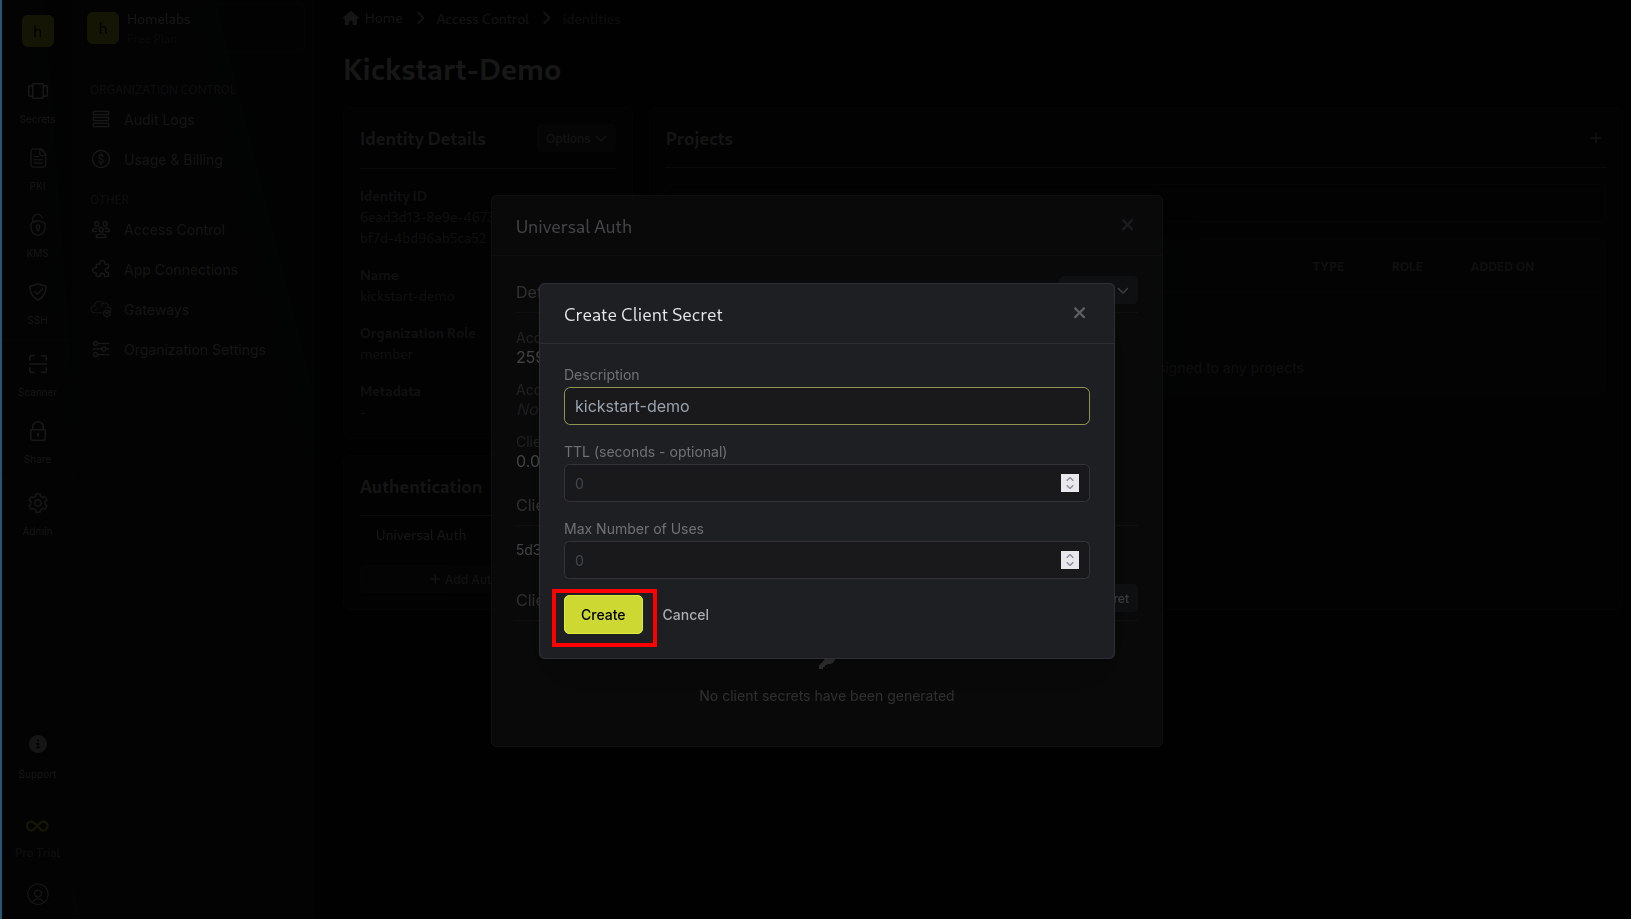 h
h
Homelabs
Free Plan
Home
Access Control
Identities
Kickstart-Demo
Secrets
PKI
KMS
SSH
Scanner
Share
Admin
Support
Pro Trial
ORGANIZATION CONTROL
Audit Logs
Usage & Billing
OTHER
Access Control
App Connections
Gateways
Organization Settings
Identity Details
Options
Identity ID
6ead3d13-8e9e-4673
bf7d-4bd96ab5ca52
Name
kickstart-demo
Organization Role
member
Metadata
-
Authentication
Universal Auth
+ Add Aut
Projects
TYPE
ROLE
ADDED ON
igned to any projects
Universal Auth
De
Acc
259
Acc
No
Clie
0.0
Clie
5d3
Clie
ret
No client secrets have been generated
Create Client Secret
Description
kickstart-demo
TTL (seconds - optional)
0
Max Number of Uses
0
Create
Cancel